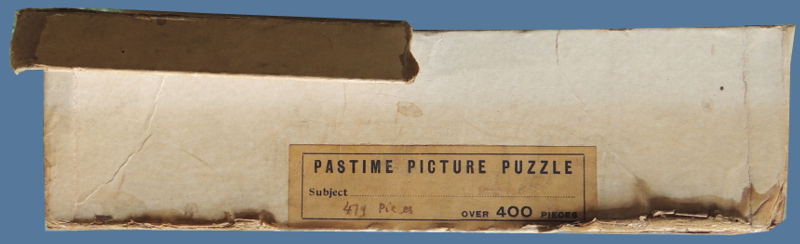 PASTIME PICTURE PUZZLE
Subject
479 Pieces
OVER 400 PIECES